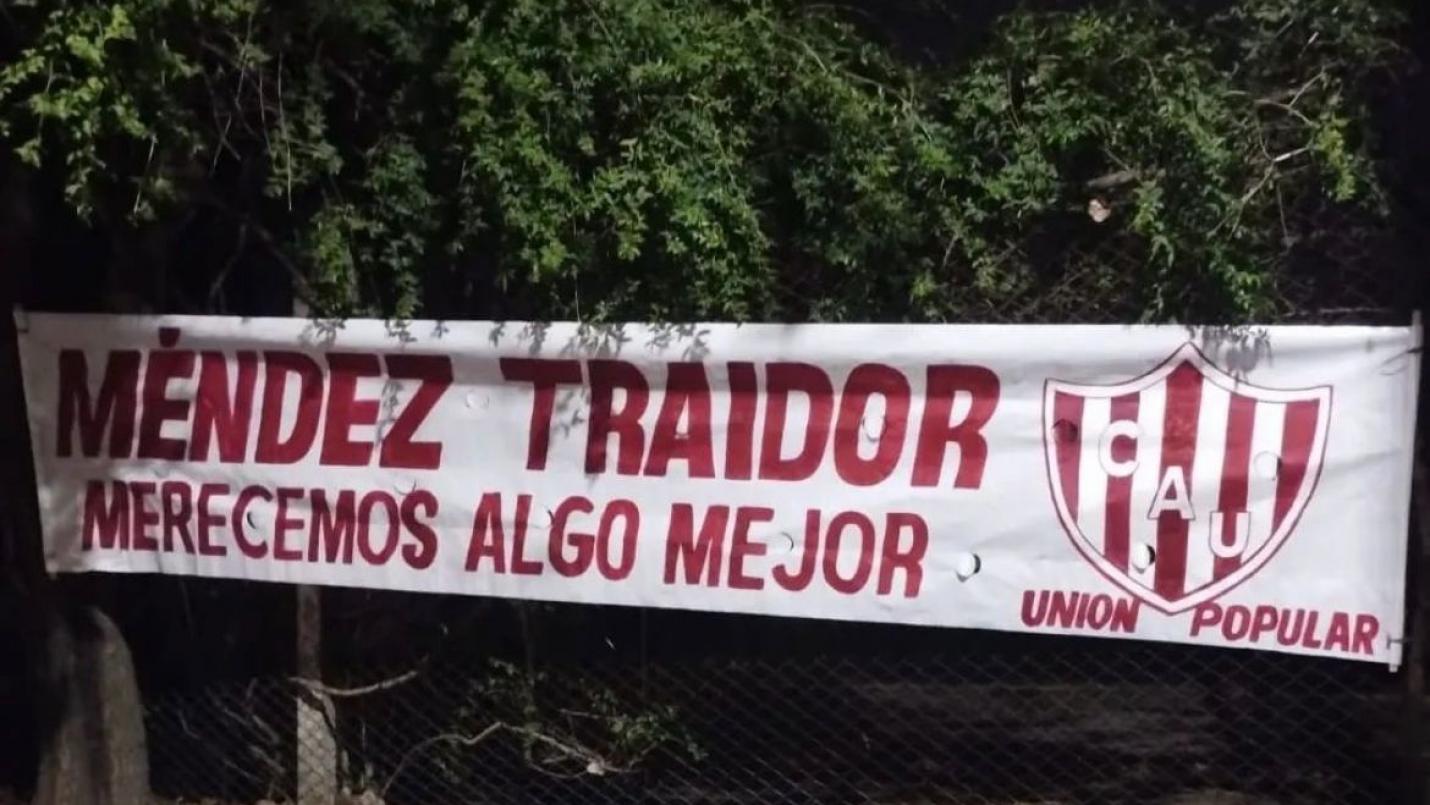 MÉNDEZ TRAIDOR
MERECEMOS ALGO MEJOR
CAU
UNION POPULAR